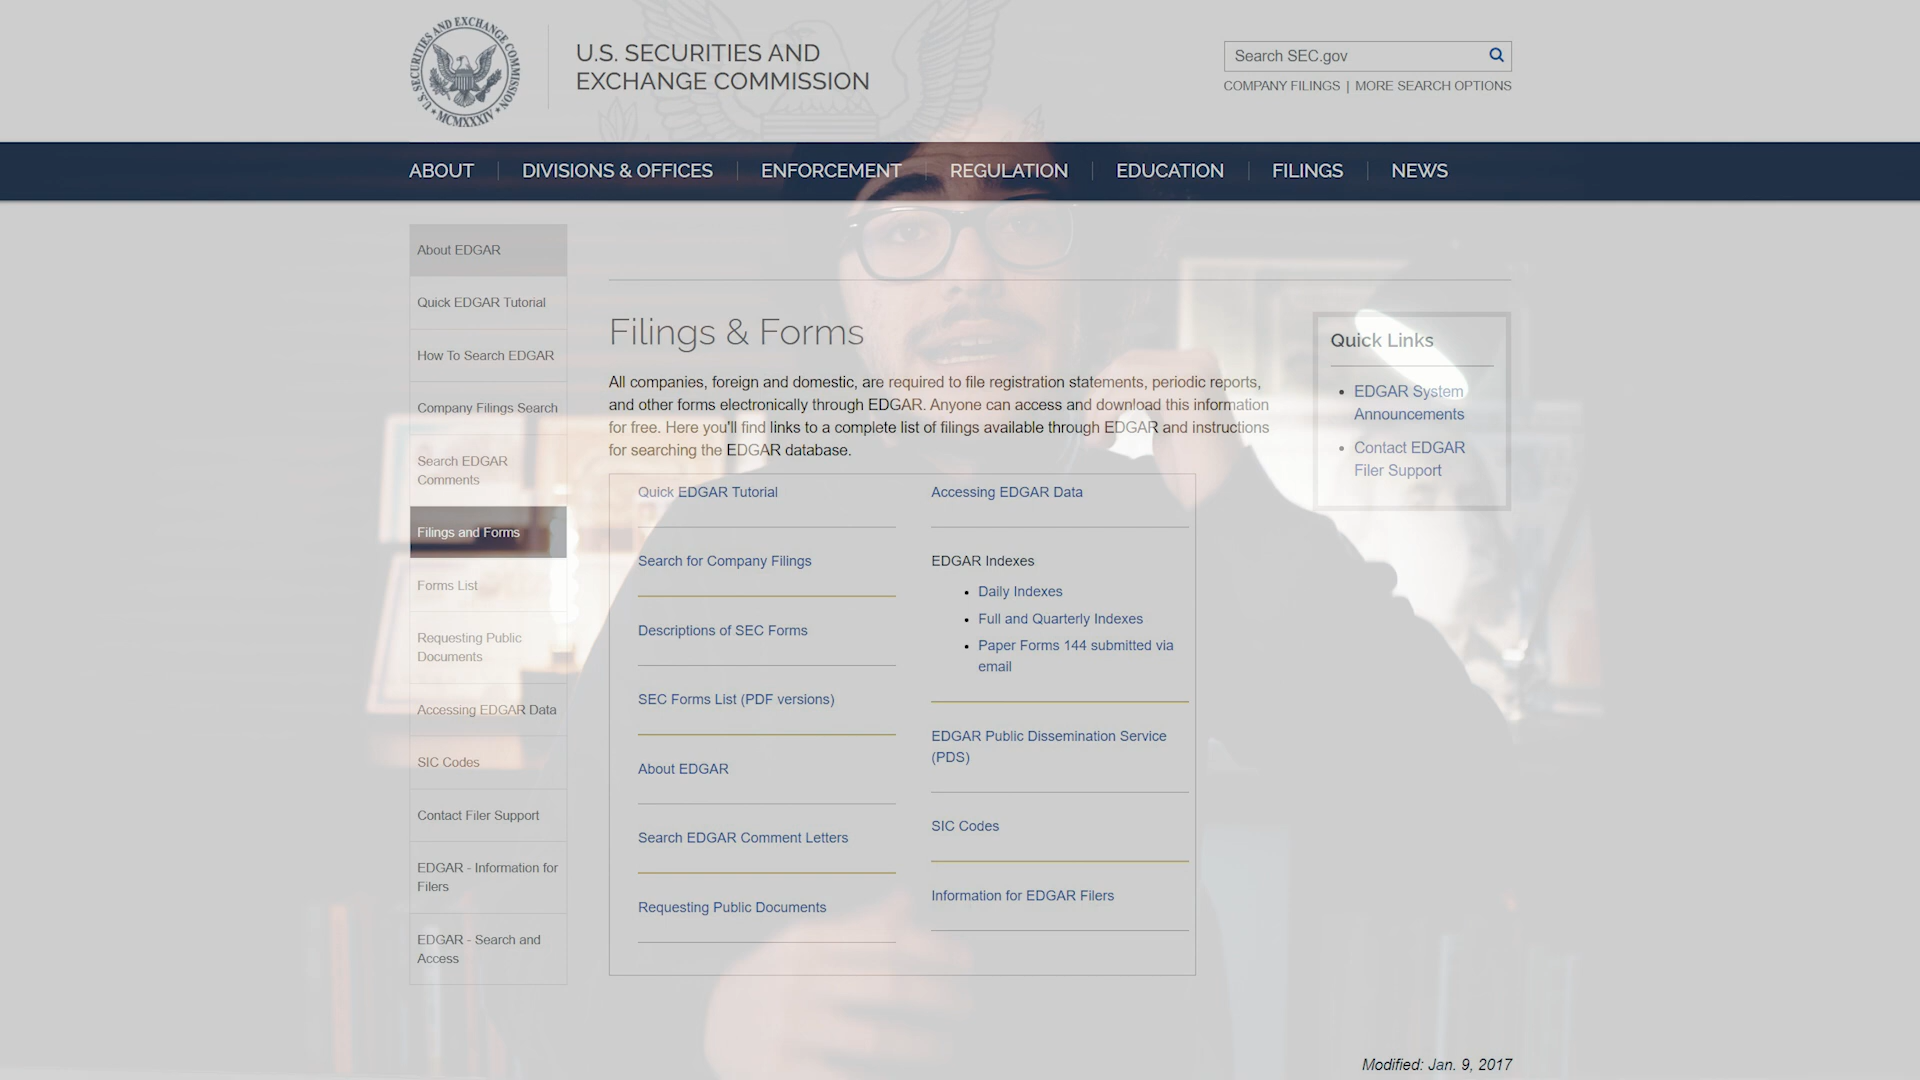 U.S. SECURITIES AND EXCHANGE COMMISSION
MCMXXXIV
U.S. SECURITIES AND
EXCHANGE COMMISSION
Search SEC.gov
COMPANY FILINGS | MORE SEARCH OPTIONS
ABOUT
DIVISIONS & OFFICES
ENFORCEMENT
REGULATION
EDUCATION
FILINGS
NEWS
About EDGAR
Quick EDGAR Tutorial
How To Search EDGAR
Company Filings Search
Search EDGAR
Comments
Filings and Forms
Forms List
Requesting Public
Documents
Accessing EDGAR Data
SIC Codes
Contact Filer Support
EDGAR - Information for
Filers
EDGAR - Search and
Access
Filings & Forms
All companies, foreign and domestic, are required to file registration statements, periodic reports,
and other forms electronically through EDGAR. Anyone can access and download this information
for free. Here you'll find links to a complete list of filings available through EDGAR and instructions
for searching the EDGAR database.
Quick EDGAR Tutorial
Search for Company Filings
Descriptions of SEC Forms
SEC Forms List (PDF versions)
About EDGAR
Search EDGAR Comment Letters
Requesting Public Documents
Accessing EDGAR Data
EDGAR Indexes
• Daily Indexes
• Full and Quarterly Indexes
• Paper Forms 144 submitted via
email
EDGAR Public Dissemination Service
(PDS)
SIC Codes
Information for EDGAR Filers
Quick Links
• EDGAR System
Announcements
• Contact EDGAR
Filer Support
Modified: Jan. 9, 2017